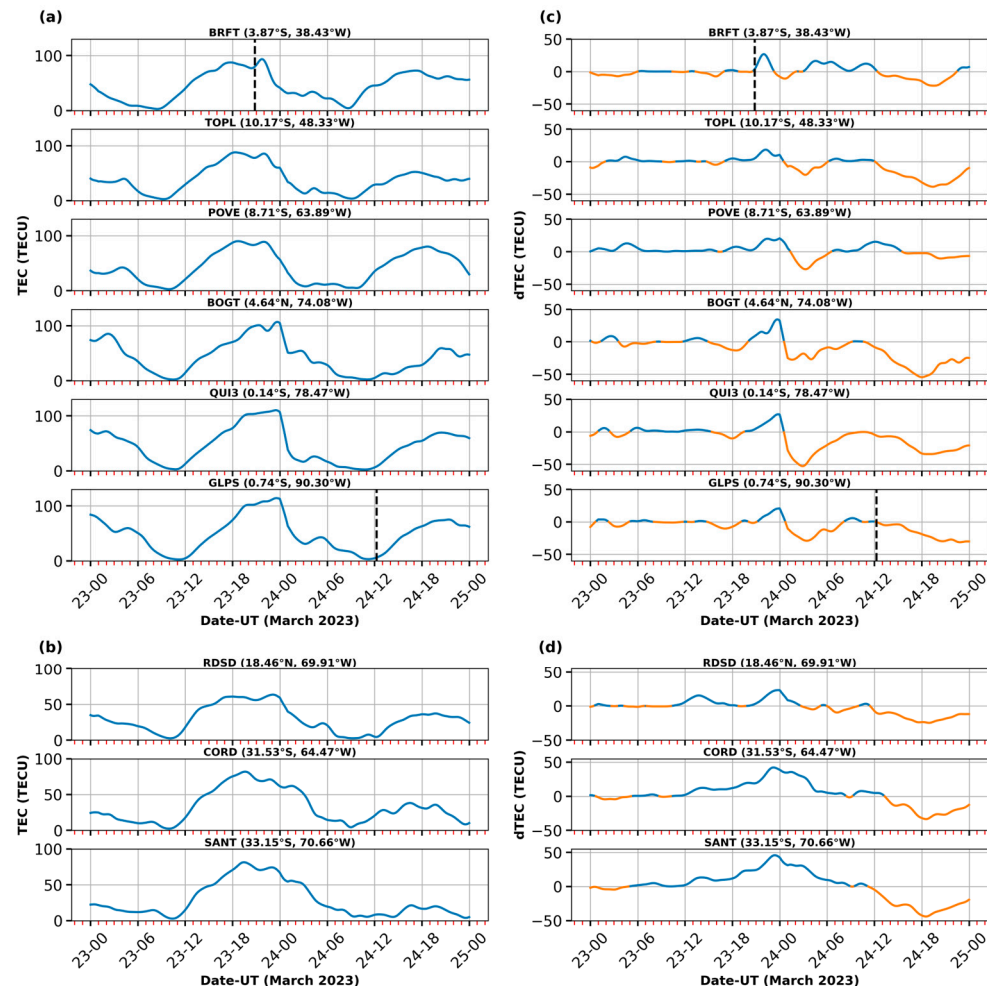 (a)
BRFT (3.87°S, 38.43°W)
100
0
TOPL (10.17°S, 48.33°W)
100
0
POVE (8.71°S, 63.89°W)
100
0
BOGT (4.64°N, 74.08°W)
100
0
QUI3 (0.14°S, 78.47°W)
100
0
GLPS (0.74°S, 90.30°W)
100
0
TEC (TECU)
23-00
23-06
23-12
23-18
24-00
24-06
24-12
24-18
25-00
Date-UT (March 2023)
(c)
BRFT (3.87°S, 38.43°W)
50
0
−50
TOPL (10.17°S, 48.33°W)
50
0
−50
POVE (8.71°S, 63.89°W)
50
0
−50
BOGT (4.64°N, 74.08°W)
50
0
−50
QUI3 (0.14°S, 78.47°W)
50
0
−50
GLPS (0.74°S, 90.30°W)
50
0
−50
dTEC (TECU)
23-00
23-06
23-12
23-18
24-00
24-06
24-12
24-18
25-00
Date-UT (March 2023)
(b)
RDSD (18.46°N, 69.91°W)
100
50
0
CORD (31.53°S, 64.47°W)
100
50
0
SANT (33.15°S, 70.66°W)
100
50
0
TEC (TECU)
23-00
23-06
23-12
23-18
24-00
24-06
24-12
24-18
25-00
Date-UT (March 2023)
(d)
RDSD (18.46°N, 69.91°W)
50
0
−50
CORD (31.53°S, 64.47°W)
50
0
−50
SANT (33.15°S, 70.66°W)
50
0
−50
dTEC (TECU)
23-00
23-06
23-12
23-18
24-00
24-06
24-12
24-18
25-00
Date-UT (March 2023)